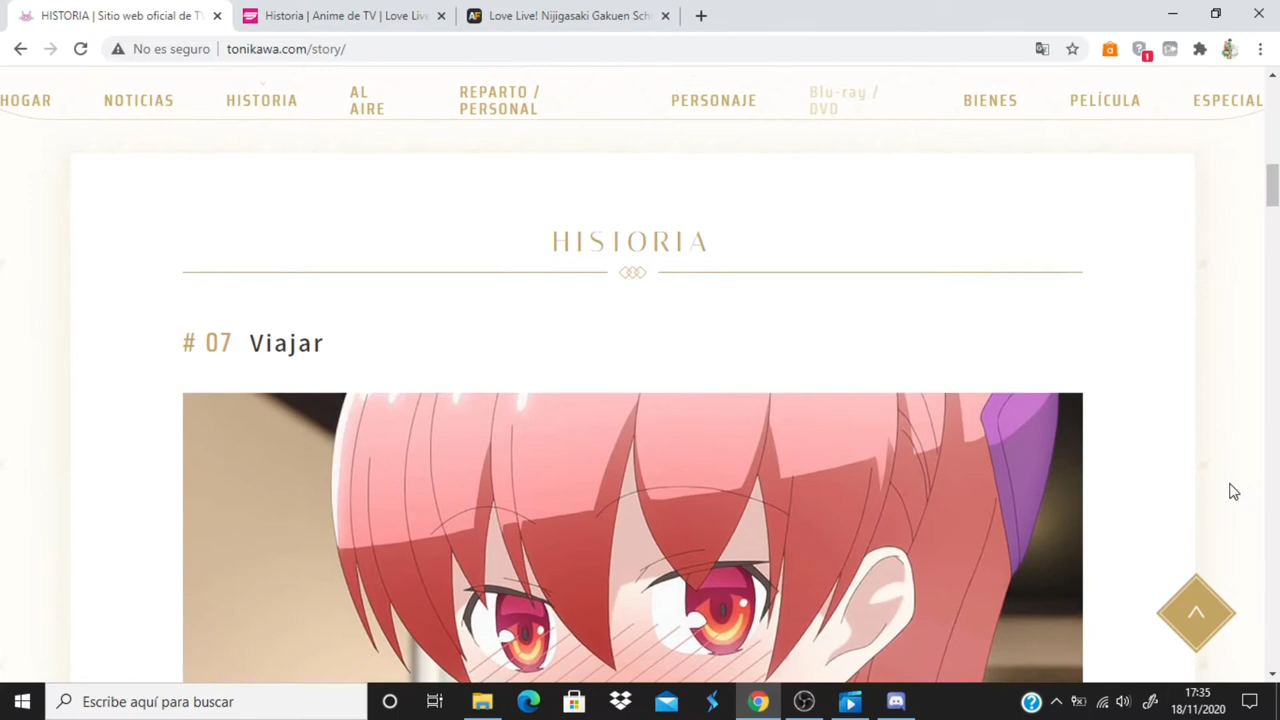 HISTORIA | Sitio web oficial de TV
Historia | Anime de TV | Love Live
Love Live! Nijigasaki Gakuen Sch
No es seguro
tonikawa.com/story/
1
HOGAR
NOTICIAS
HISTORIA
AL
AIRE
REPARTO /
PERSONAL
PERSONAJE
Blu-ray /
DVD
BIENES
PELÍCULA
ESPECIAL
HISTORIA
# 07 Viajar
Escribe aquí para buscar
17:35
18/11/2020